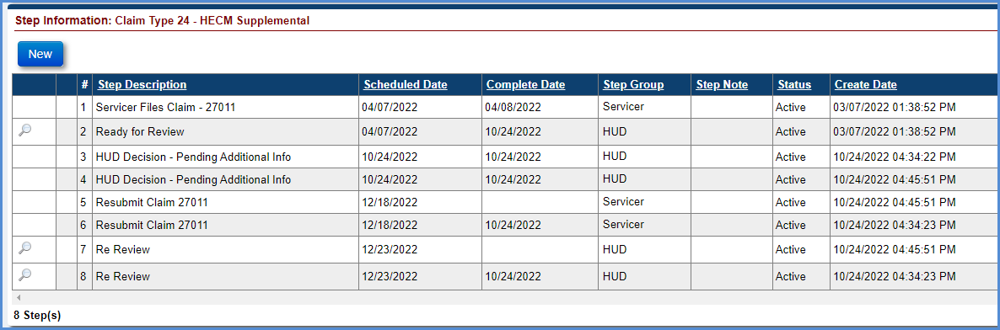 Step Information: Claim Type 24 - HECM Supplemental
New
# Step Description Scheduled Date Complete Date Step Group Step Note Status Create Date
1 Servicer Files Claim - 27011 04/07/2022 04/08/2022 Servicer Active 03/07/2022 01:38:52 PM
2 Ready for Review 04/07/2022 10/24/2022 HUD Active 03/07/2022 01:38:52 PM
3 HUD Decision - Pending Additional Info 10/24/2022 10/24/2022 HUD Active 10/24/2022 04:34:22 PM
4 HUD Decision - Pending Additional Info 10/24/2022 10/24/2022 HUD Active 10/24/2022 04:45:51 PM
5 Resubmit Claim 27011 12/18/2022 Servicer Active 10/24/2022 04:45:51 PM
6 Resubmit Claim 27011 12/18/2022 10/24/2022 Servicer Active 10/24/2022 04:34:23 PM
7 Re Review 12/23/2022 HUD Active 10/24/2022 04:45:51 PM
8 Re Review 12/23/2022 10/24/2022 HUD Active 10/24/2022 04:34:23 PM
8 Step(s)